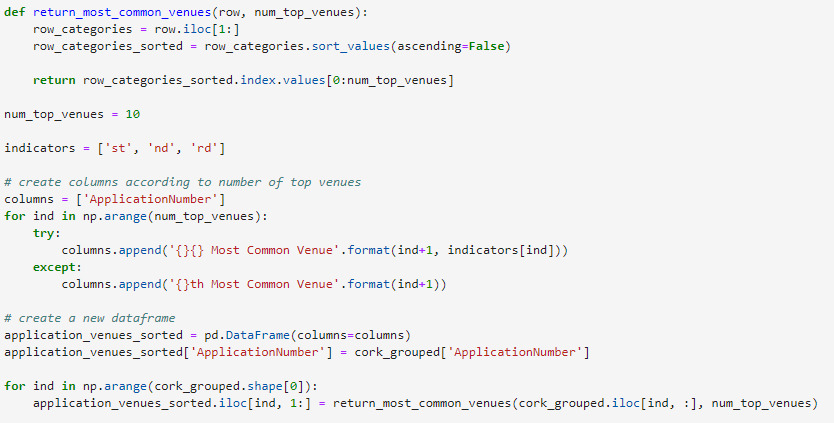 def return_most_common_venues(row, num_top_venues):
    row_categories = row.iloc[1:]
    row_categories_sorted = row_categories.sort_values(ascending=False)

    return row_categories_sorted.index.values[0:num_top_venues]

num_top_venues = 10

indicators = ['st', 'nd', 'rd']

# create columns according to number of top venues
columns = ['ApplicationNumber']
for ind in np.arange(num_top_venues):
    try:
        columns.append('{}{} Most Common Venue'.format(ind+1, indicators[ind]))
    except:
        columns.append('{}th Most Common Venue'.format(ind+1))

# create a new dataframe
application_venues_sorted = pd.DataFrame(columns=columns)
application_venues_sorted['ApplicationNumber'] = cork_grouped['ApplicationNumber']

for ind in np.arange(cork_grouped.shape[0]):
    application_venues_sorted.iloc[ind, 1:] = return_most_common_venues(cork_grouped.iloc[ind, :], num_top_venues)